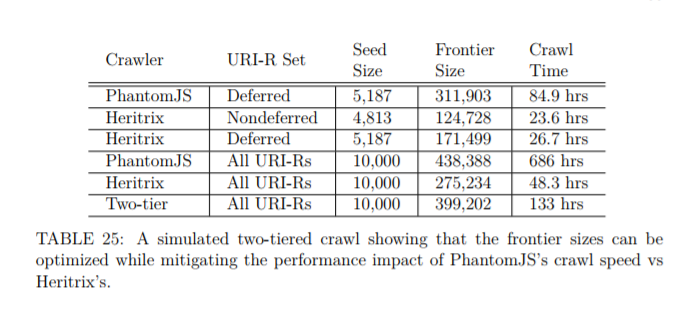 Crawler URI-R Set Seed Size Frontier Size Crawl Time
PhantomJS Deferred 5,187 311,903 84.9 hrs
Heritrix Nondeferred 4,813 124,728 23.6 hrs
Heritrix Deferred 5,187 171,499 26.7 hrs
PhantomJS All URI-Rs 10,000 438,388 686 hrs
Heritrix All URI-Rs 10,000 275,234 48.3 hrs
Two-tier All URI-Rs 10,000 399,202 133 hrs
TABLE 25: A simulated two-tiered crawl showing that the frontier sizes can be
optimized while mitigating the performance impact of PhantomJS's crawl speed vs
Heritrix's.